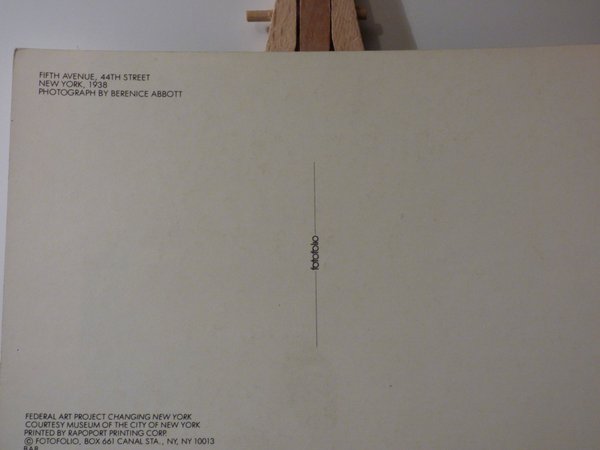 FIFTH AVENUE, 44TH STREET
NEW YORK, 1938
PHOTOGRAPH BY BERENICE ABBOTT
fotofolio
FEDERAL ART PROJECT CHANGING NEW YORK
COURTESY MUSEUM OF THE CITY OF NEW YORK
PRINTED BY RAPOPORT PRINTING CORP.
© FOTOFOLIO, BOX 661 CANAL STA., NY, NY 10013